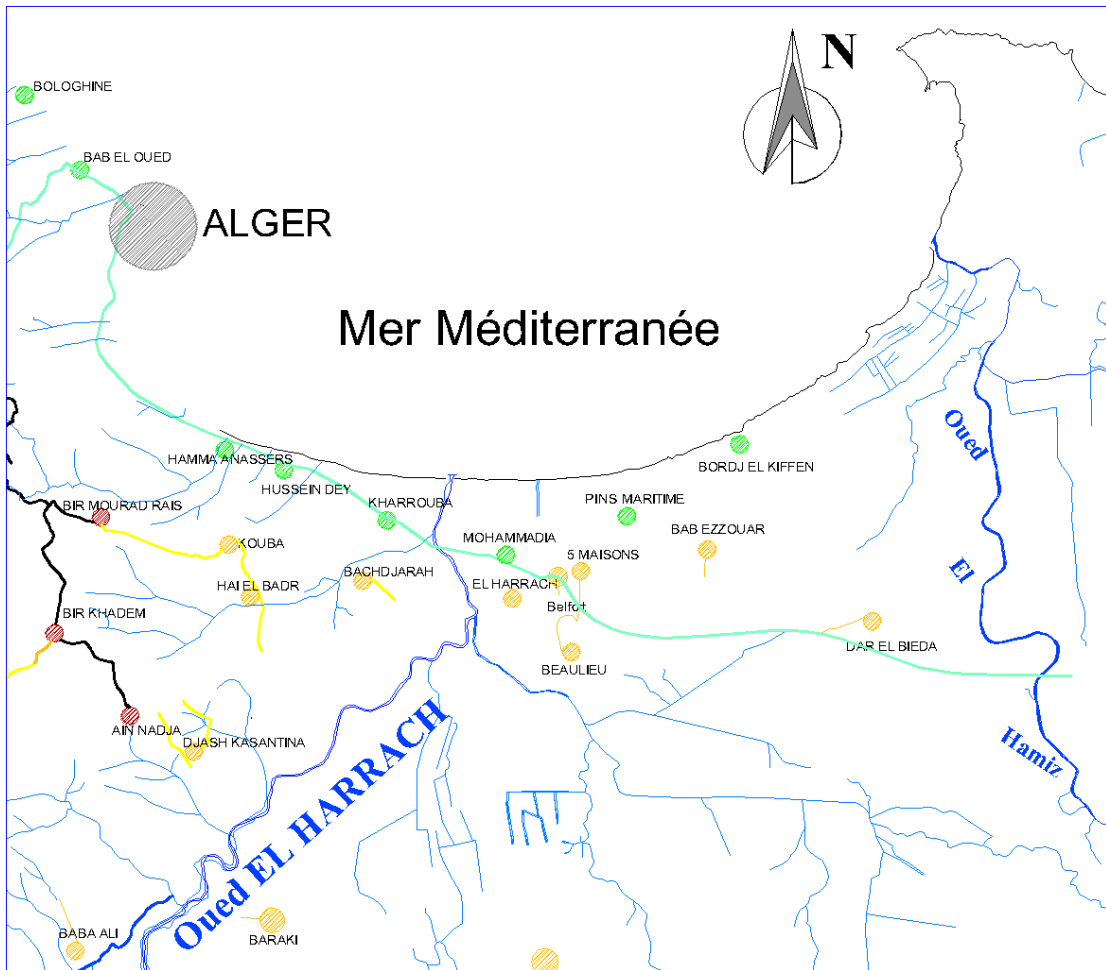 N
BOLOGHINE
BAB EL OUED
ALGER
Mer Méditerranée
Oued
El
Hamiz
HAMMA ANASSERS
HUSSEIN DEY
BORDJ EL KIFFEN
BIR MOURAD RAIS
KHARROUBA
PINS MARITIME
BAB EZZOUAR
KOUBA
MOHAMMADIA
5 MAISONS
HAI EL BADR
BACHDJARAH
EL HARRACH
Belfot
BIR KHADEM
DAR EL BIEDA
BEAULIEU
AIN NADJA
DJASH KASANTINA
Oued EL HARRACH
BABA ALI
BARAKI